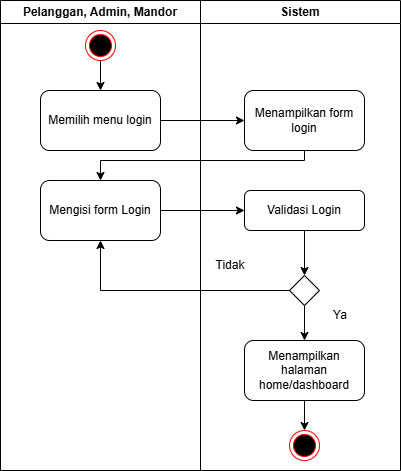 Pelanggan, Admin, Mandor
Sistem
Memilih menu login
Menampilkan form
login
Mengisi form Login
Validasi Login
Tidak
Ya
Menampilkan
halaman
home/dashboard